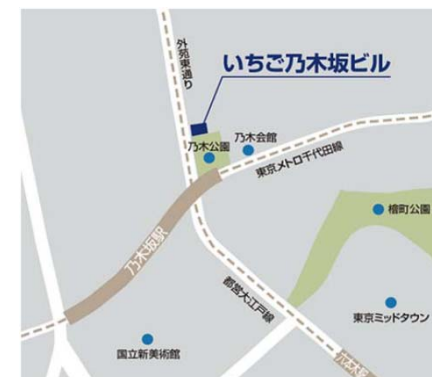 外苑東通り
いちご乃木坂ビル
乃木公園
乃木会館
東京メトロ千代田線
檜町公園
乃木坂駅
都営大江戸線
東京ミッドタウン
国立新美術館
六本木